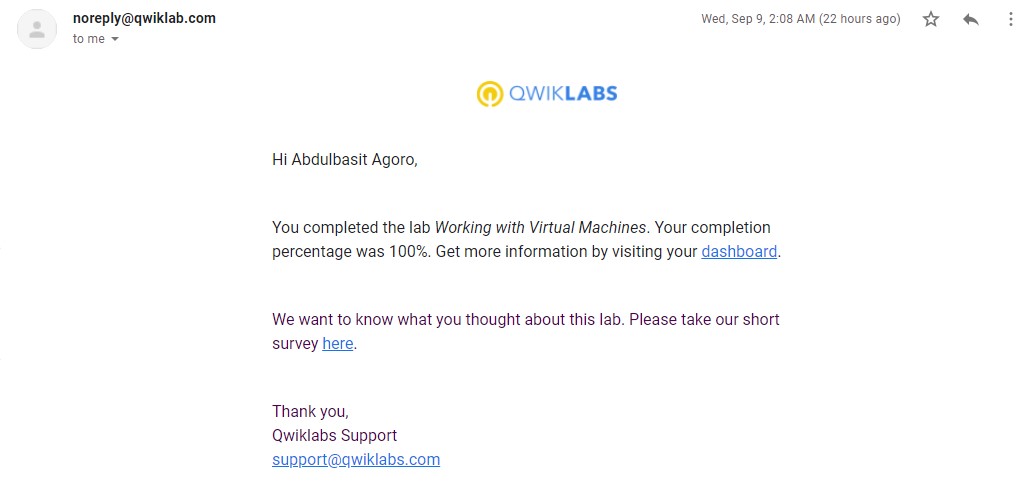 noreply@qwiklab.com
Wed, Sep 9, 2:08 AM (22 hours ago)
to me
QWIKLABS
Hi Abdulbasit Agoro,
You completed the lab Working with Virtual Machines. Your completion
percentage was 100%. Get more information by visiting your dashboard.
We want to know what you thought about this lab. Please take our short
survey here.
Thank you,
Qwiklabs Support
support@qwiklabs.com